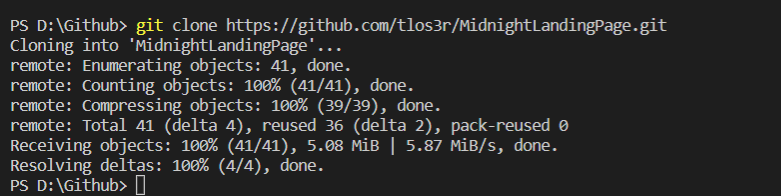 PS D:\Github> git clone https://github.com/tlos3r/MidnightLandingPage.git
Cloning into 'MidnightLandingPage'...
remote: Enumerating objects: 41, done.
remote: Counting objects: 100% (41/41), done.
remote: Compressing objects: 100% (39/39), done.
remote: Total 41 (delta 4), reused 36 (delta 2), pack-reused 0
Receiving objects: 100% (41/41), 5.08 MiB | 5.87 MiB/s, done.
Resolving deltas: 100% (4/4), done.
PS D:\Github>